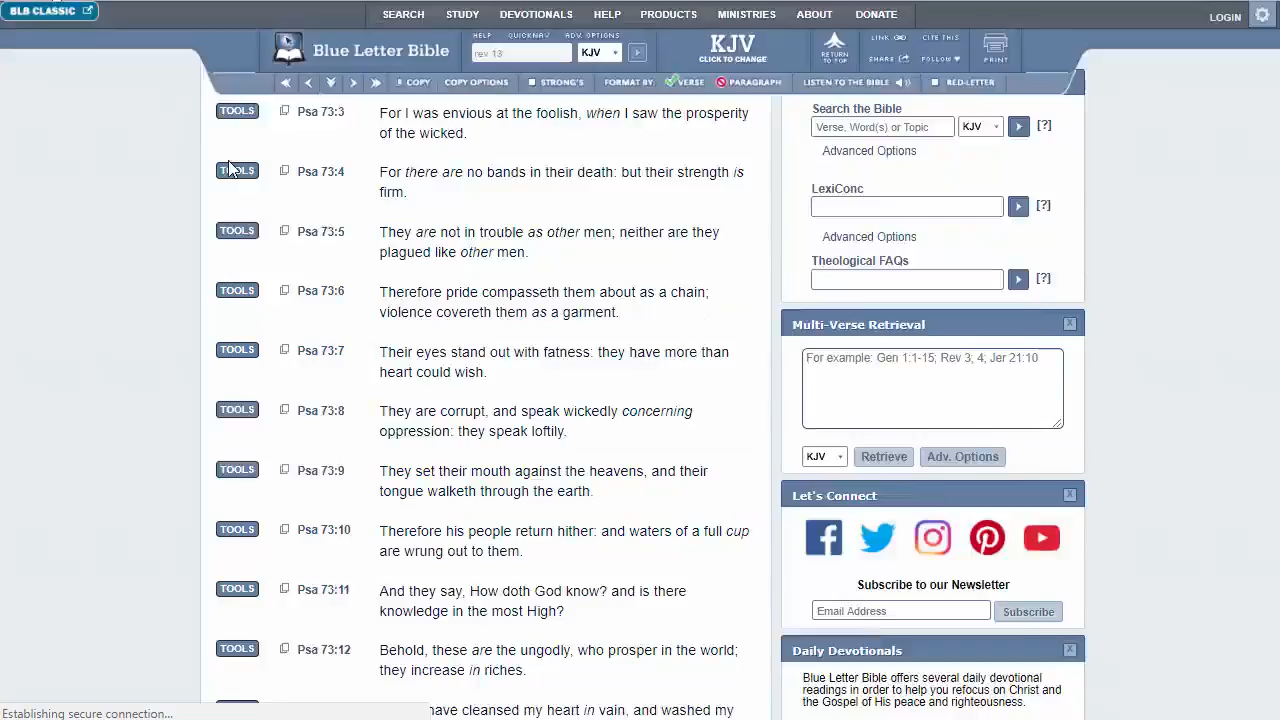 BLB CLASSIC
SEARCH STUDY DEVOTIONALS HELP PRODUCTS MINISTRIES ABOUT DONATE
LOGIN
Blue Letter Bible
HELP QUICKNAV ADV. OPTIONS
rev 13 KJV
KJV
CLICK TO CHANGE
RETURN
TO TOP
LINK CITE THIS
SHARE FOLLOW
PRINT
COPY COPY OPTIONS STRONG'S FORMAT BY: VERSE PARAGRAPH LISTEN TO THE BIBLE RED-LETTER
TOOLS Psa 73:3 For I was envious at the foolish, when I saw the prosperity
of the wicked.
TOOLS Psa 73:4 For there are no bands in their death: but their strength is
firm.
TOOLS Psa 73:5 They are not in trouble as other men; neither are they
plagued like other men.
TOOLS Psa 73:6 Therefore pride compasseth them about as a chain;
violence covereth them as a garment.
TOOLS Psa 73:7 Their eyes stand out with fatness: they have more than
heart could wish.
TOOLS Psa 73:8 They are corrupt, and speak wickedly concerning
oppression: they speak loftily.
TOOLS Psa 73:9 They set their mouth against the heavens, and their
tongue walketh through the earth.
TOOLS Psa 73:10 Therefore his people return hither: and waters of a full cup
are wrung out to them.
TOOLS Psa 73:11 And they say, How doth God know? and is there
knowledge in the most High?
TOOLS Psa 73:12 Behold, these are the ungodly, who prosper in the world;
they increase in riches.
have cleansed my heart in vain, and washed my
Establishing secure connection...
Search the Bible
Verse, Word(s) or Topic KJV [?]
Advanced Options
LexiConc
[?]
Advanced Options
Theological FAQs
[?]
Multi-Verse Retrieval X
For example: Gen 1:1-15; Rev 3, 4; Jer 21:10
KJV Retrieve Adv. Options
Let's Connect X
Subscribe to our Newsletter
Email Address Subscribe
Daily Devotionals X
Blue Letter Bible offers several daily devotional
readings in order to help you refocus on Christ and
the Gospel of His peace and righteousness.